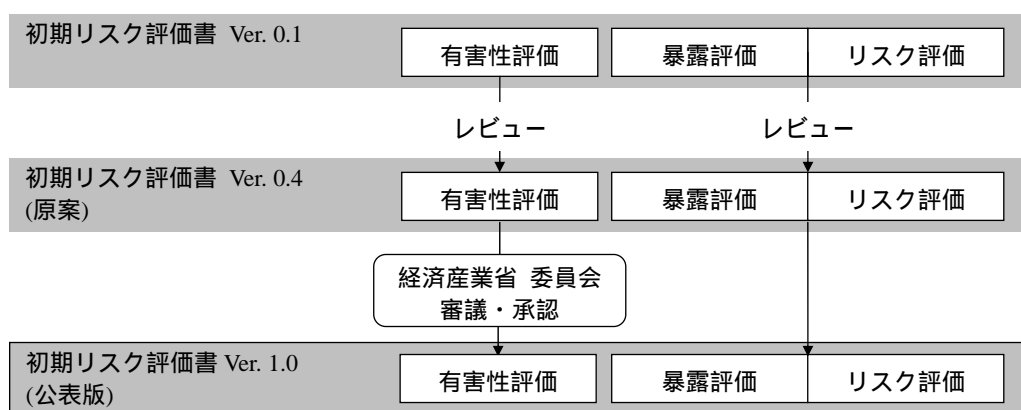 初期リスク評価書 Ver. 0.1
有害性評価 暴露評価 リスク評価
レビュー レビュー
初期リスク評価書 Ver. 0.4
(原案)
有害性評価 暴露評価 リスク評価
経済産業省 委員会
審議・承認
初期リスク評価書 Ver. 1.0
(公表版)
有害性評価 暴露評価 リスク評価